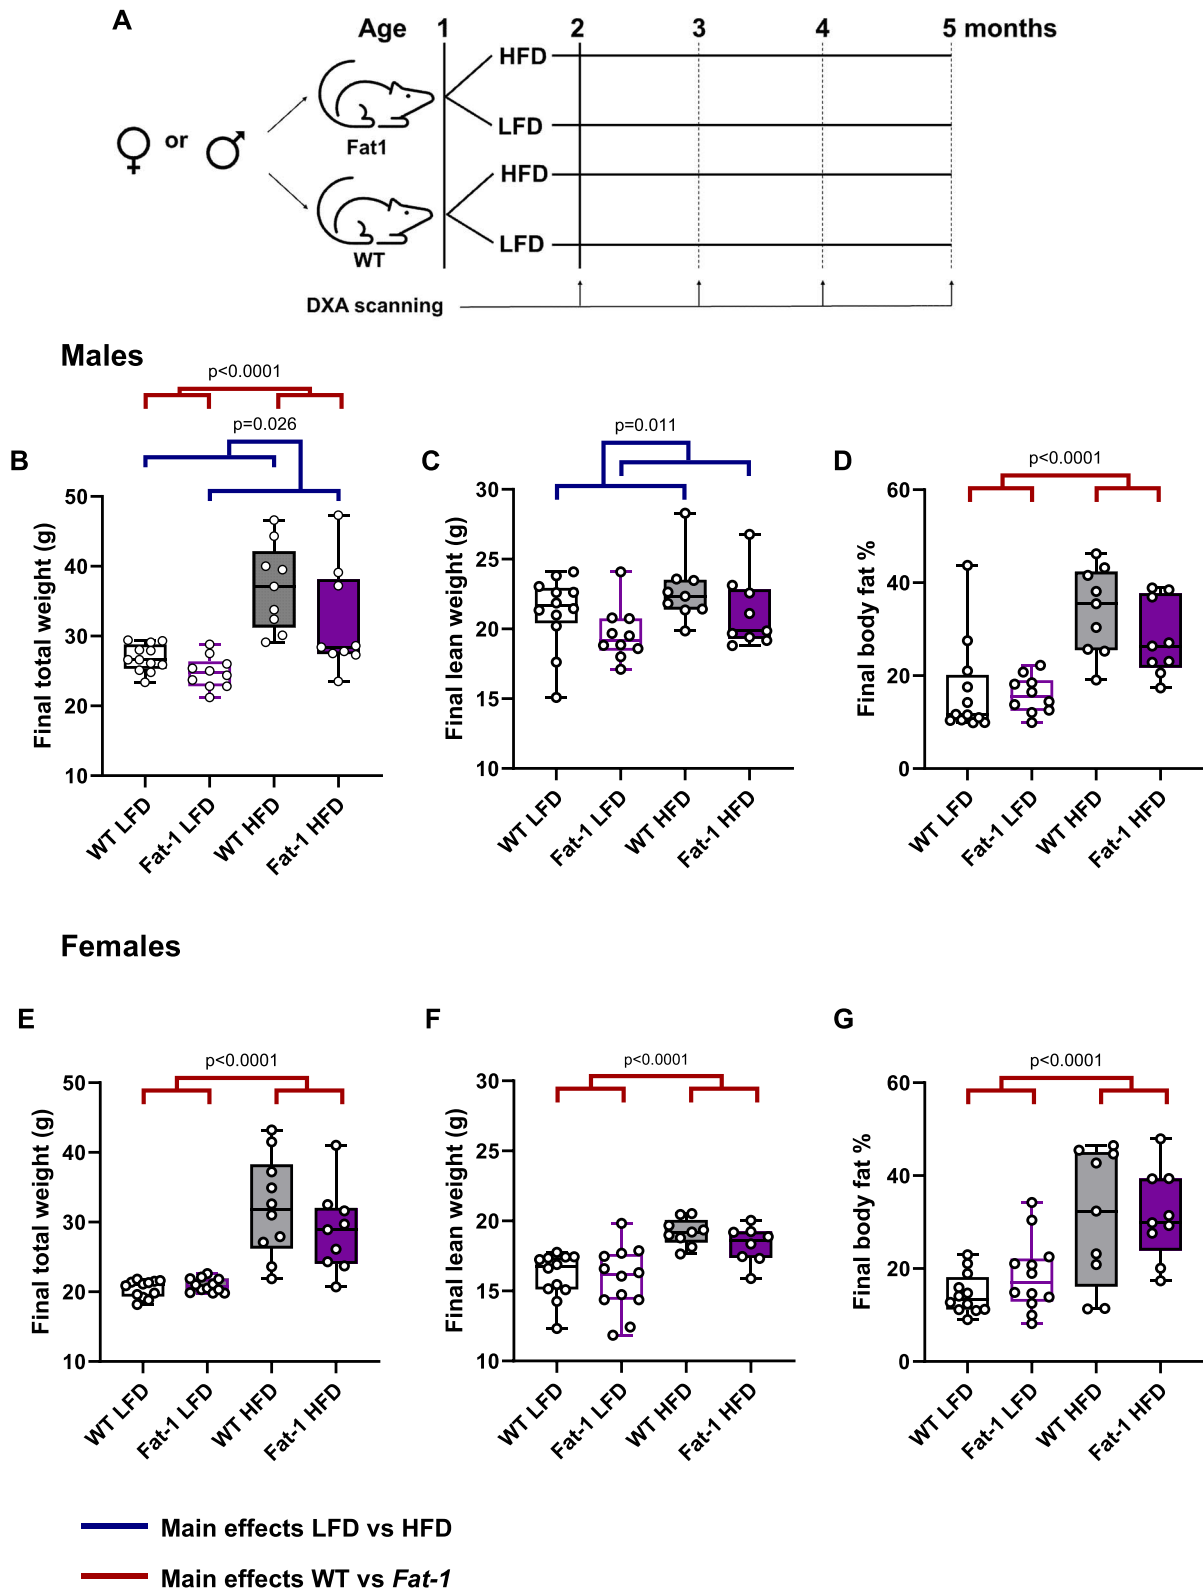 A
Age 1 2 3 4 5 months
HFD
LFD
Fat1
♀ or ♂
HFD
LFD
WT
DXA scanning
Males
p<0.0001
p=0.026
B
50
40
30
20
10
Final total weight (g)
WT LFD
Fat-1 LFD
WT HFD
Fat-1 HFD
p=0.011
C
30
25
20
15
10
Final lean weight (g)
WT LFD
Fat-1 LFD
WT HFD
Fat-1 HFD
p<0.0001
D
60
40
20
0
Final body fat %
WT LFD
Fat-1 LFD
WT HFD
Fat-1 HFD
Females
E
p<0.0001
50
40
30
20
10
Final total weight (g)
WT LFD
Fat-1 LFD
WT HFD
Fat-1 HFD
F
p<0.0001
30
25
20
15
10
Final lean weight (g)
WT LFD
Fat-1 LFD
WT HFD
Fat-1 HFD
G
p<0.0001
60
40
20
0
Final body fat %
WT LFD
Fat-1 LFD
WT HFD
Fat-1 HFD
Main effects LFD vs HFD
Main effects WT vs Fat-1